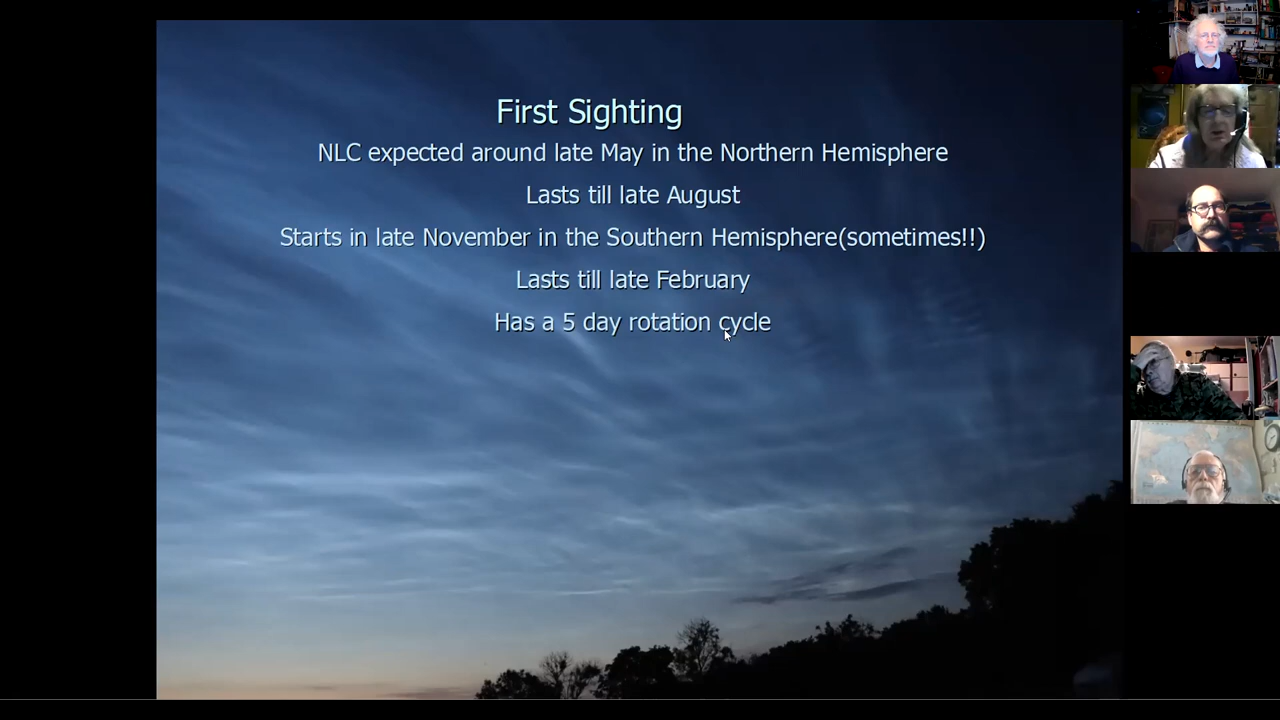 First Sighting
NLC expected around late May in the Northern Hemisphere
Lasts till late August
Starts in late November in the Southern Hemisphere(sometimes!!)
Lasts till late February
Has a 5 day rotation cycle